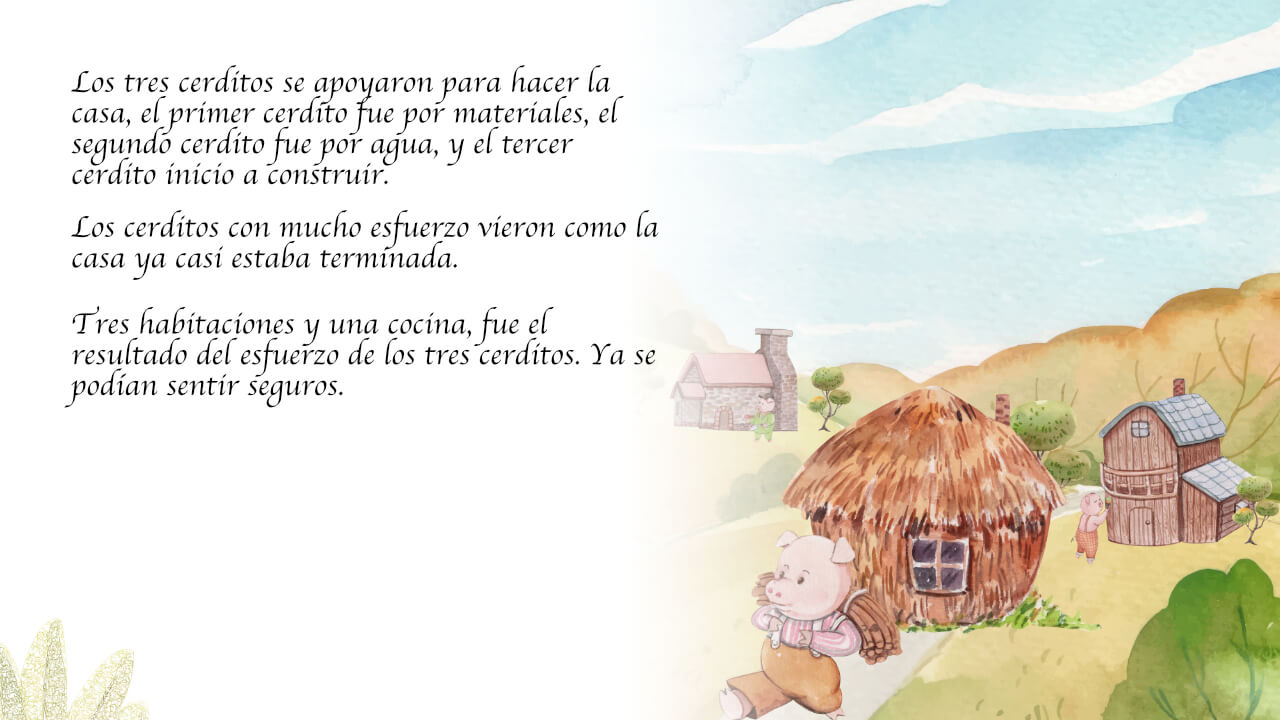 Los tres cerditos se apoyaron para hacer la
casa, el primer cerdito fue por materiales, el
segundo cerdito fue por agua, y el tercer
cerdito inicio a construir.
Los cerditos con mucho esfuerzo vieron como la
casa ya casi estaba terminada.
Tres habitaciones y una cocina, fue el
resultado del esfuerzo de los tres cerditos. Ya se
podían sentir seguros.